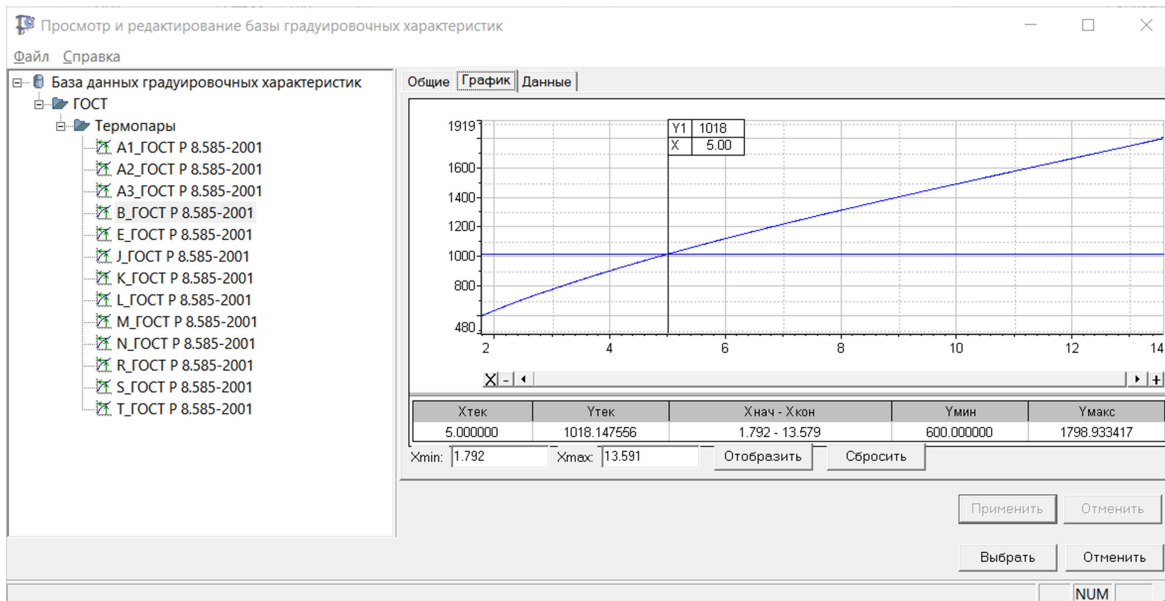 Просмотр и редактирование базы градуировочных характеристик
Файл Справка
База данных градуировочных характеристик
ГОСТ
Термопары
A1_ГОСТ Р 8.585-2001
A2_ГОСТ Р 8.585-2001
A3_ГОСТ Р 8.585-2001
B_ГОСТ Р 8.585-2001
E_ГОСТ Р 8.585-2001
J_ГОСТ Р 8.585-2001
K_ГОСТ Р 8.585-2001
L_ГОСТ Р 8.585-2001
M_ГОСТ Р 8.585-2001
N_ГОСТ Р 8.585-2001
R_ГОСТ Р 8.585-2001
S_ГОСТ Р 8.585-2001
T_ГОСТ Р 8.585-2001
Общие График Данные
1919
1600
1400
1200
1000
800
480
Y1 1018
X 5.00
2 4 6 8 10 12 14
X - +
Xтек Yтек Xнач - Xкон Yмин Yмакс
5.000000 1018.147556 1.792 - 13.579 600.000000 1798.933417
Xmin: 1.792 Xmax: 13.591 Отобразить Сбросить
Применить Отменить
Выбрать Отменить
NUM